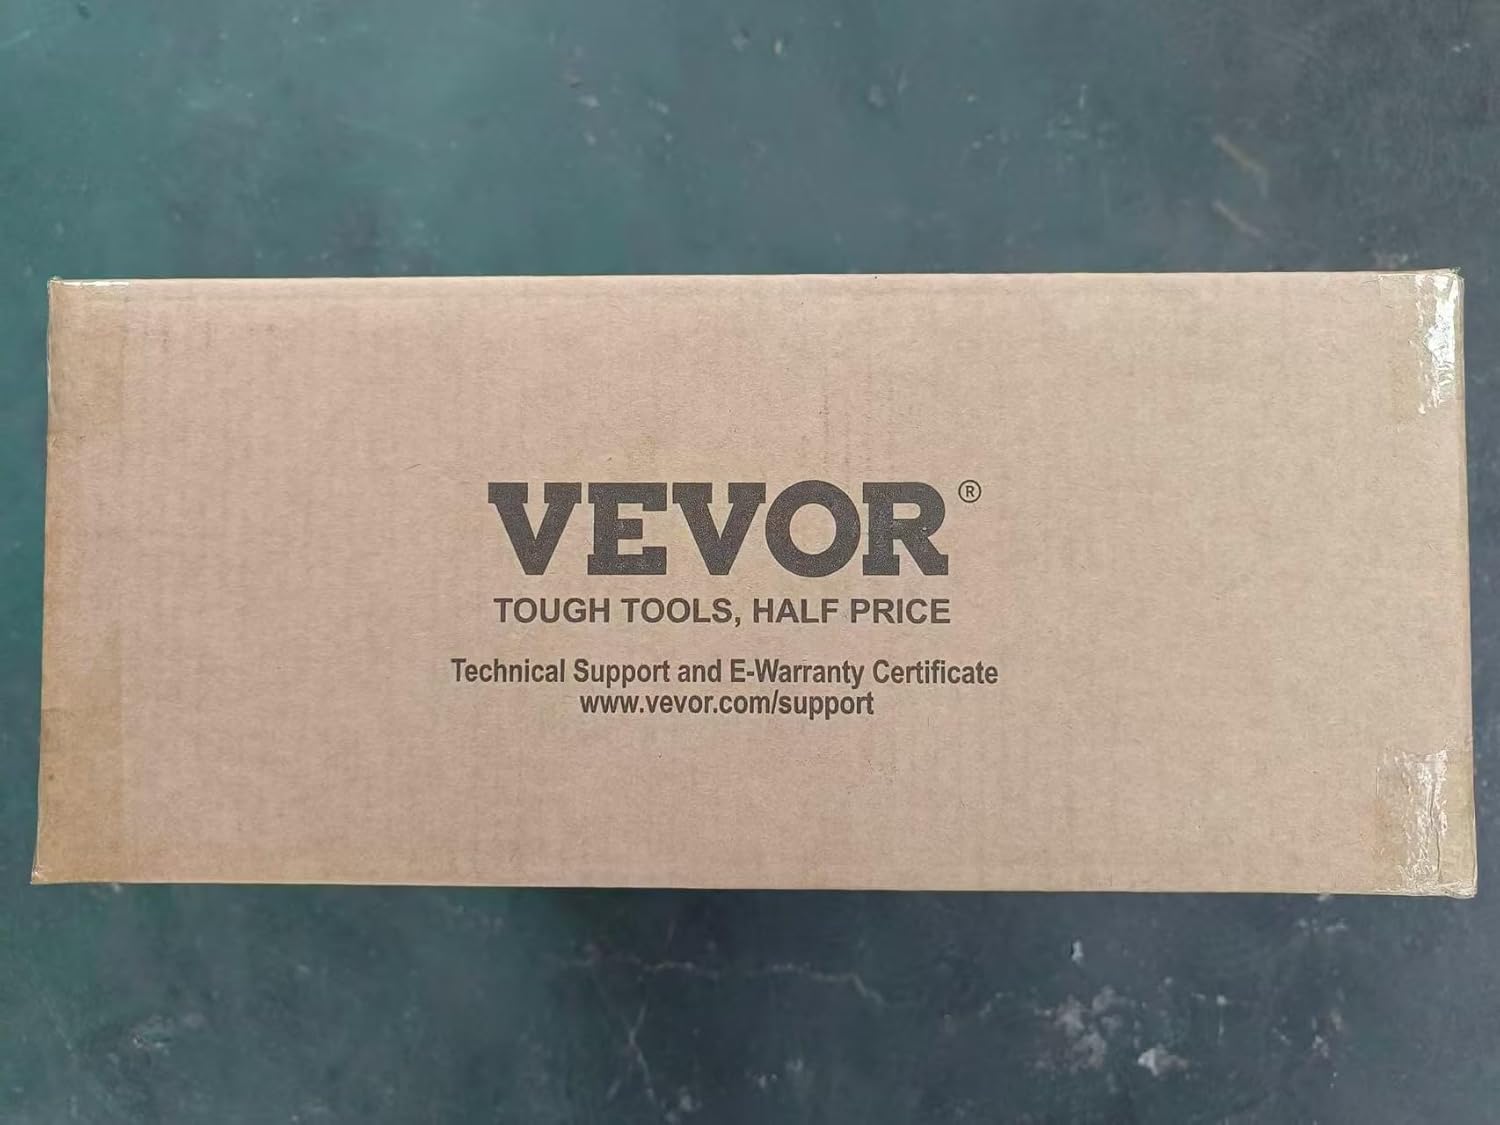 VEVOR®
TOUGH TOOLS, HALF PRICE
Technical Support and E-Warranty Certificate
www.vevor.com/support